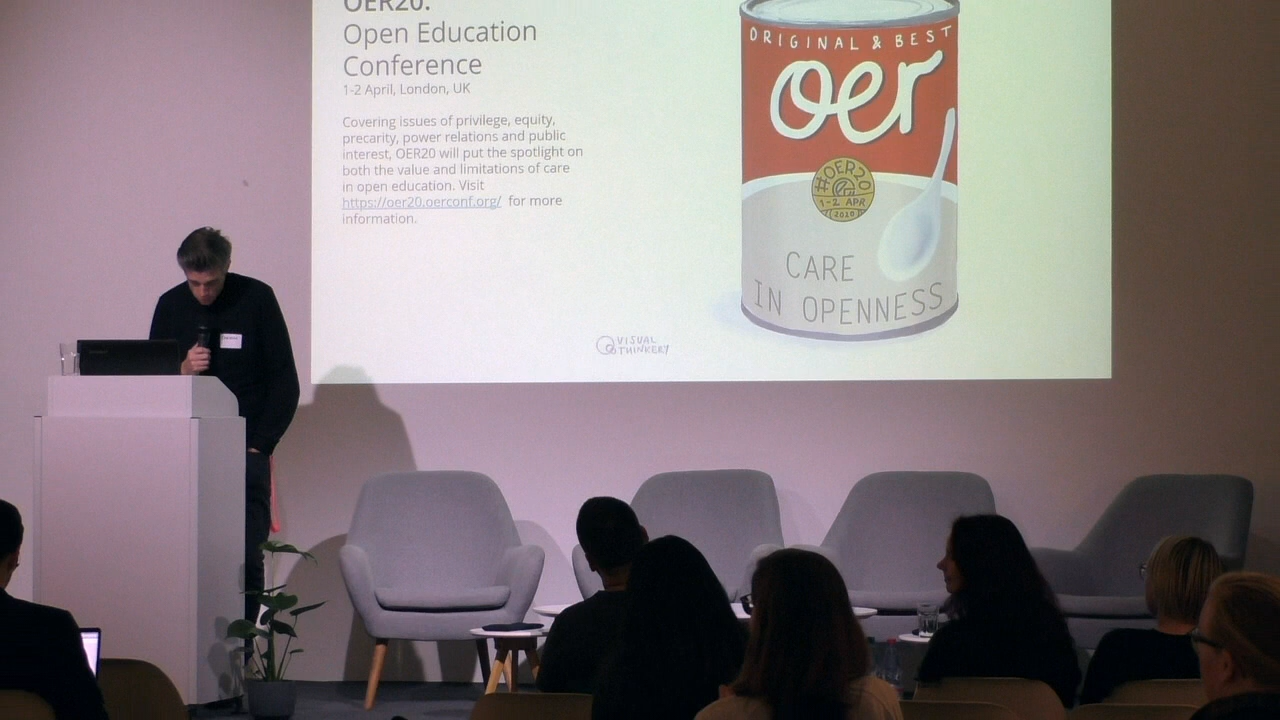 OER20:
Open Education
Conference
1-2 April, London, UK
Covering issues of privilege, equity,
precarity, power relations and public
interest, OER20 will put the spotlight on
both the value and limitations of care
in open education. Visit
https://oer20.oerconf.org/ for more
information.
ORIGINAL & BEST
oer
#OER20
1-2 APR
2020
CARE
IN OPENNESS
VISUAL
THINKERY